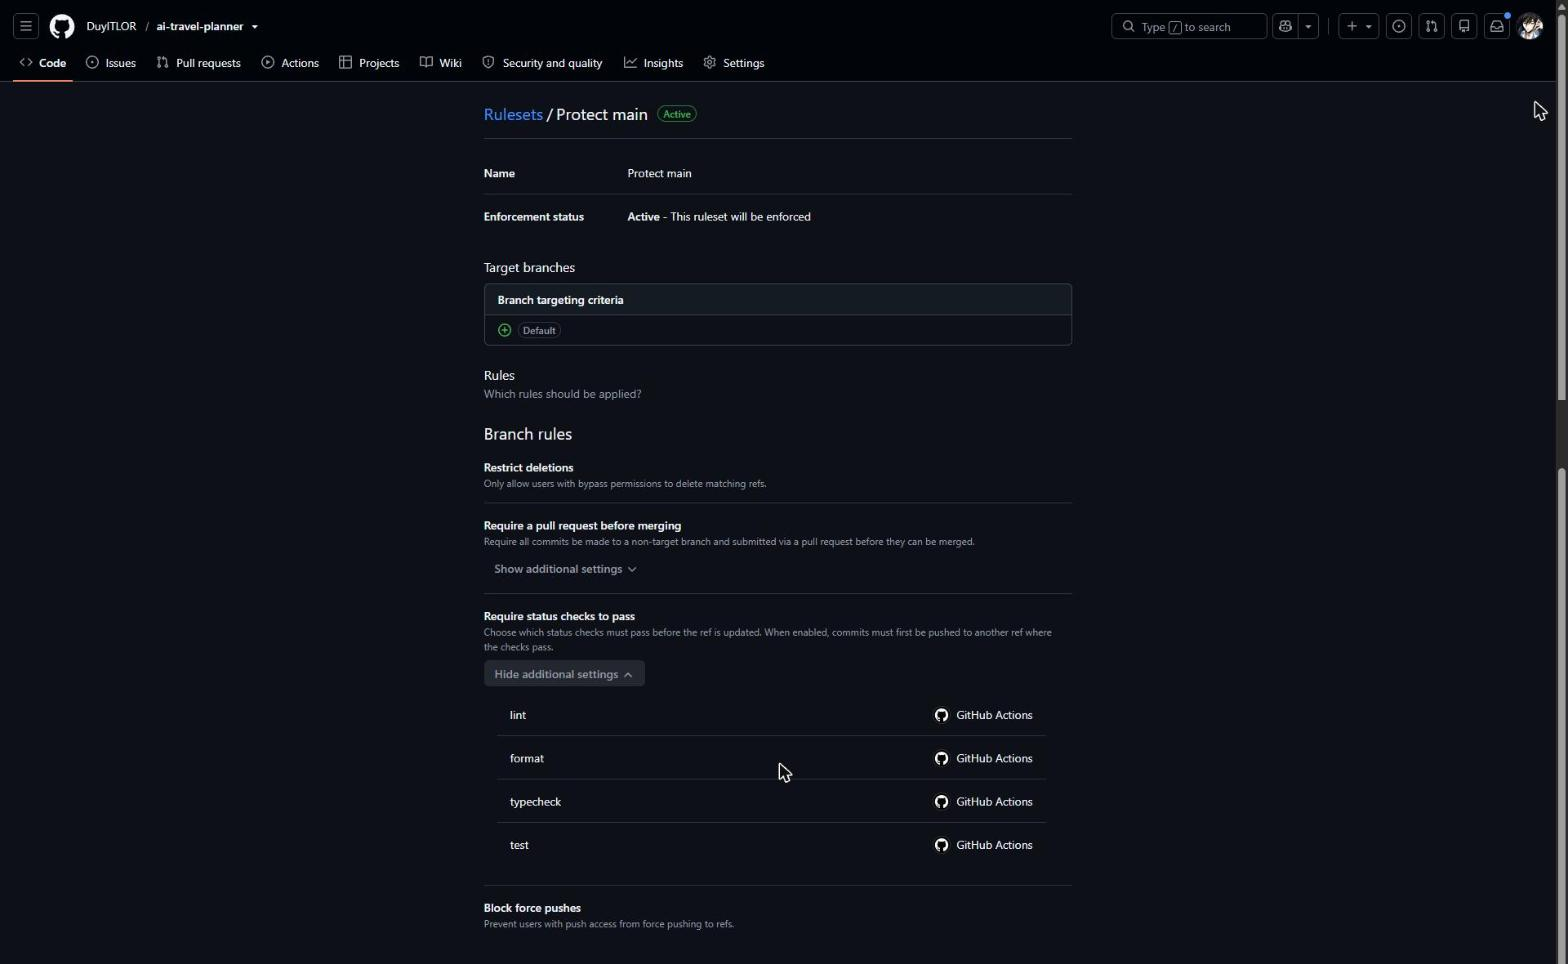 DuyITLOR / ai-travel-planner
Type / to search
Code Issues Pull requests Actions Projects Wiki Security and quality Insights Settings
Rulesets / Protect main Active
Name Protect main
Enforcement status Active - This ruleset will be enforced
Target branches
Branch targeting criteria
Default
Rules
Which rules should be applied?
Branch rules
Restrict deletions
Only allow users with bypass permissions to delete matching refs.
Require a pull request before merging
Require all commits be made to a non-target branch and submitted via a pull request before they can be merged.
Show additional settings
Require status checks to pass
Choose which status checks must pass before the ref is updated. When enabled, commits must first be pushed to another ref where
the checks pass.
Hide additional settings
lint GitHub Actions
format GitHub Actions
typecheck GitHub Actions
test GitHub Actions
Block force pushes
Prevent users with push access from force pushing to refs.